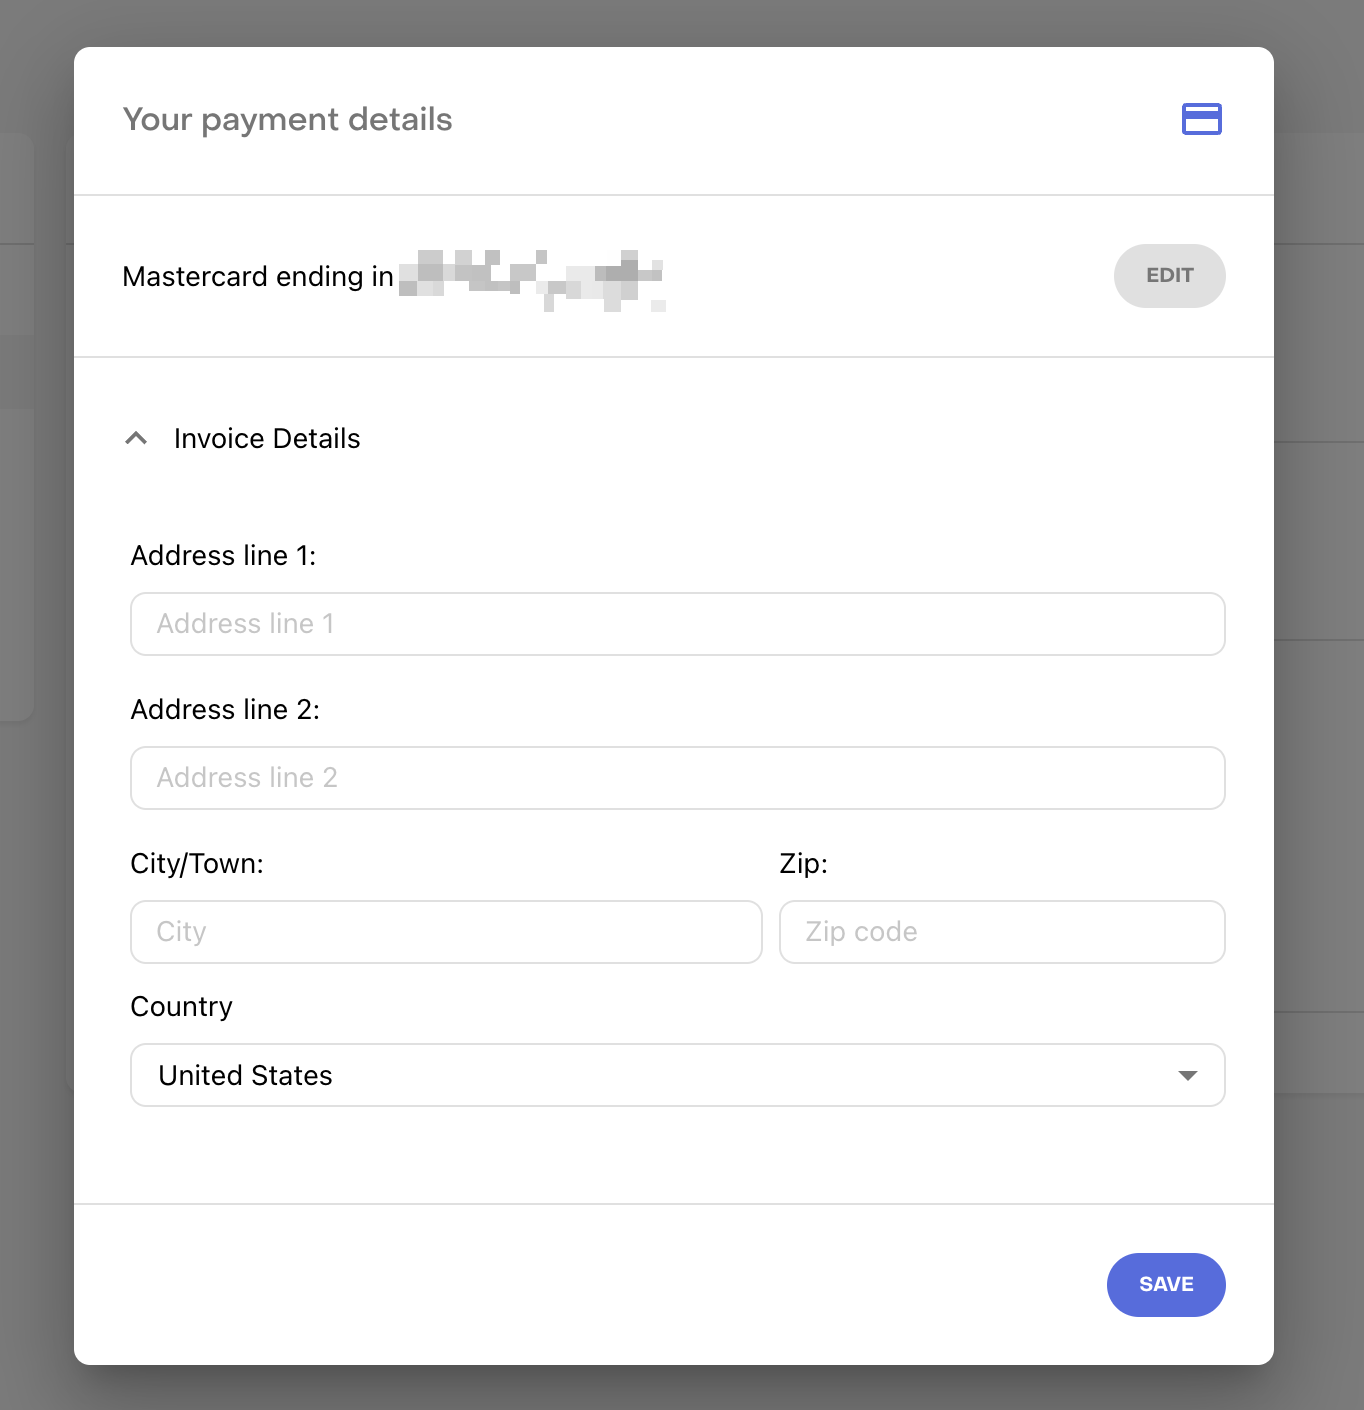 Your payment details
Mastercard ending in
EDIT
Invoice Details
Address line 1:
Address line 1
Address line 2:
Address line 2
City/Town:
Zip:
City
Zip code
Country
United States
SAVE